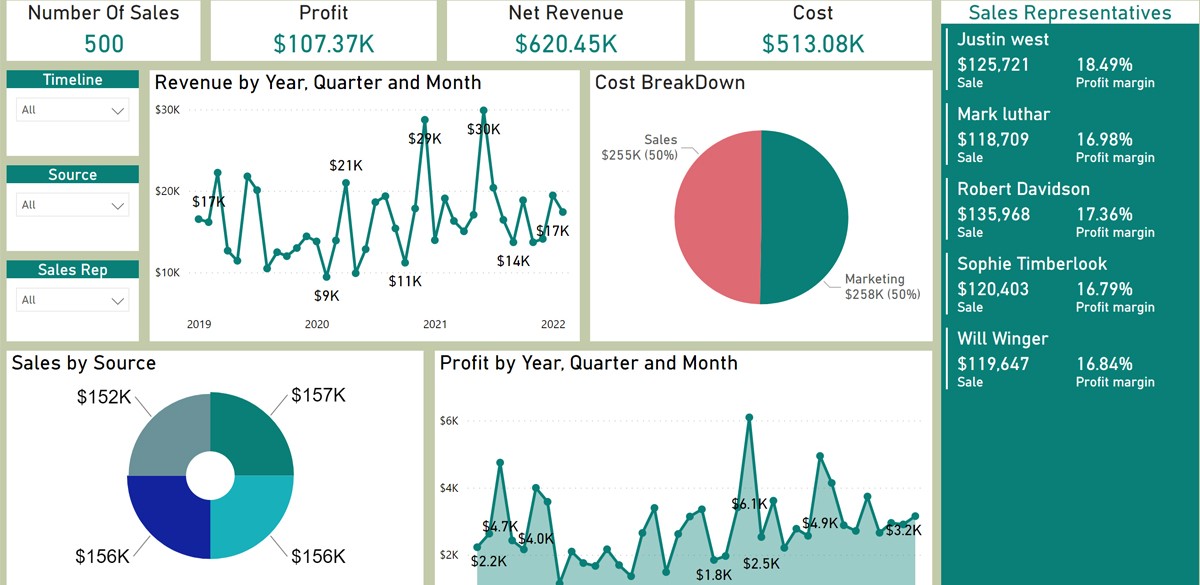 Number Of Sales
500
Profit
$107.37K
Net Revenue
$620.45K
Cost
$513.08K
Sales Representatives
Justin west
$125,721 18.49%
Sale Profit margin
Mark luthar
$118,709 16.98%
Sale Profit margin
Robert Davidson
$135,968 17.36%
Sale Profit margin
Sophie Timberlook
$120,403 16.79%
Sale Profit margin
Will Winger
$119,647 16.84%
Sale Profit margin
Timeline
All
Source
All
Sales Rep
All
Revenue by Year, Quarter and Month
$30K
$20K
$10K
$17K
$21K
$29K
$30K
$9K
$11K
$14K
$17K
2019 2020 2021 2022
Cost BreakDown
Sales
$255K (50%)
Marketing
$258K (50%)
Sales by Source
$152K
$157K
$156K
$156K
Profit by Year, Quarter and Month
$6K
$4K
$2K
$2.2K
$4.7K
$4.0K
$1.8K
$6.1K
$2.5K
$4.9K
$3.2K